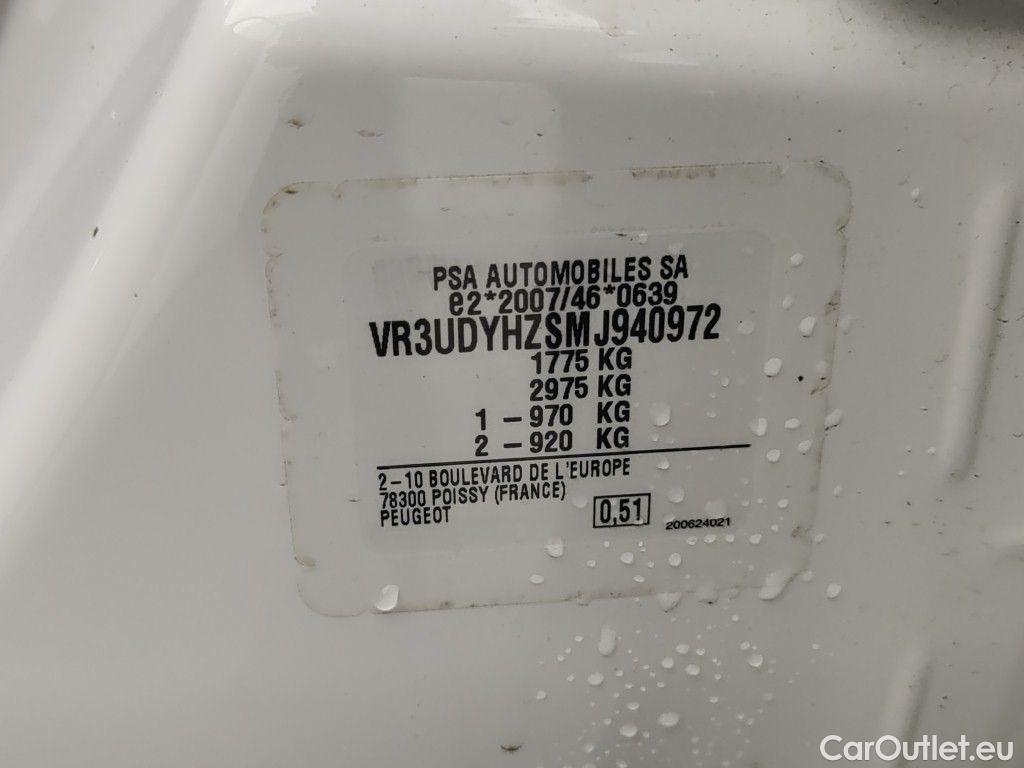 PSA AUTOMOBILES SA
e2*2007/46*0639
VR3UDYHZSMJ940972
1775 KG
2975 KG
1 – 970 KG
2 – 920 KG
2–10 BOULEVARD DE L'EUROPE
78300 POISSY (FRANCE)
PEUGEOT
0,51
200624021
CarOutlet.eu